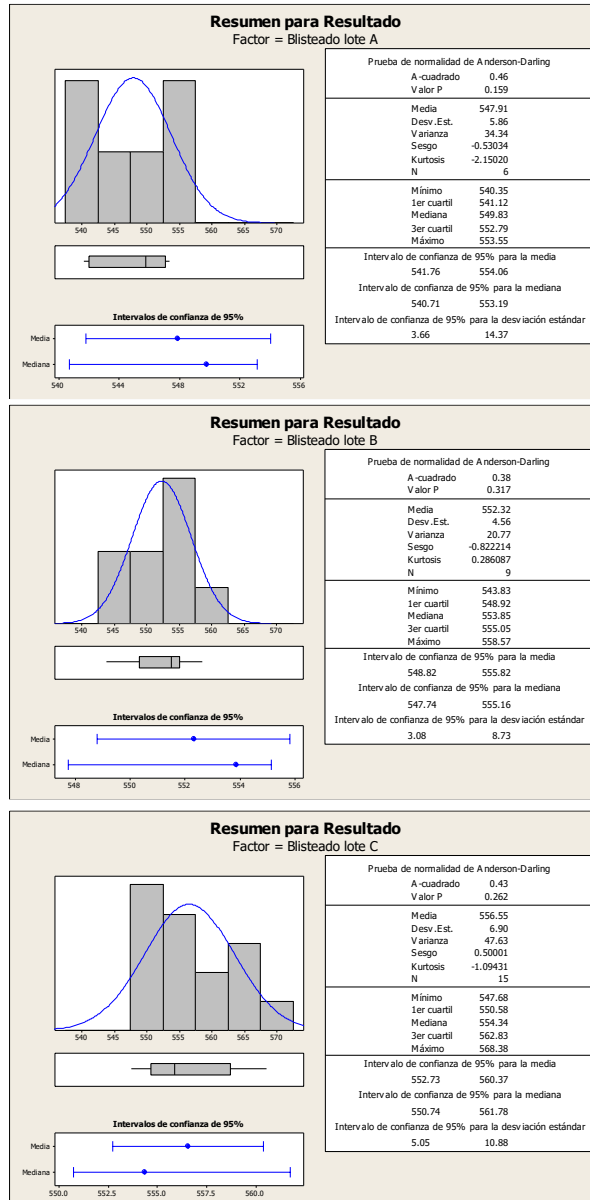 Resumen para Resultado
Factor = Blisteado lote A
540 545 550 555 560 565 570
Intervalos de confianza de 95%
Media
Mediana
540 544 548 552 556
Prueba de normalidad de Anderson-Darling
A-cuadrado 0.46
Valor P 0.159
Media 547.91
Desv.Est. 5.86
Varianza 34.34
Sesgo -0.53034
Kurtosis -2.15020
N 6
Mínimo 540.35
1er cuartil 541.12
Mediana 549.83
3er cuartil 552.79
Máximo 553.55
Intervalo de confianza de 95% para la media
541.76 554.06
Intervalo de confianza de 95% para la mediana
540.71 553.19
Intervalo de confianza de 95% para la desviación estándar
3.66 14.37
Resumen para Resultado
Factor = Blisteado lote B
540 545 550 555 560 565 570
Intervalos de confianza de 95%
Media
Mediana
548 550 552 554 556
Prueba de normalidad de Anderson-Darling
A-cuadrado 0.38
Valor P 0.317
Media 552.32
Desv.Est. 4.56
Varianza 20.77
Sesgo -0.822214
Kurtosis 0.286087
N 9
Mínimo 543.83
1er cuartil 548.92
Mediana 553.85
3er cuartil 555.05
Máximo 558.57
Intervalo de confianza de 95% para la media
548.82 555.82
Intervalo de confianza de 95% para la mediana
547.74 555.16
Intervalo de confianza de 95% para la desviación estándar
3.08 8.73
Resumen para Resultado
Factor = Blisteado lote C
540 545 550 555 560 565 570
Intervalos de confianza de 95%
Media
Mediana
550.0 552.5 555.0 557.5 560.0
Prueba de normalidad de Anderson-Darling
A-cuadrado 0.43
Valor P 0.262
Media 556.55
Desv.Est. 6.90
Varianza 47.63
Sesgo 0.50001
Kurtosis -1.09431
N 15
Mínimo 547.68
1er cuartil 550.58
Mediana 554.34
3er cuartil 562.83
Máximo 568.38
Intervalo de confianza de 95% para la media
552.73 560.37
Intervalo de confianza de 95% para la mediana
550.74 561.78
Intervalo de confianza de 95% para la desviación estándar
5.05 10.88